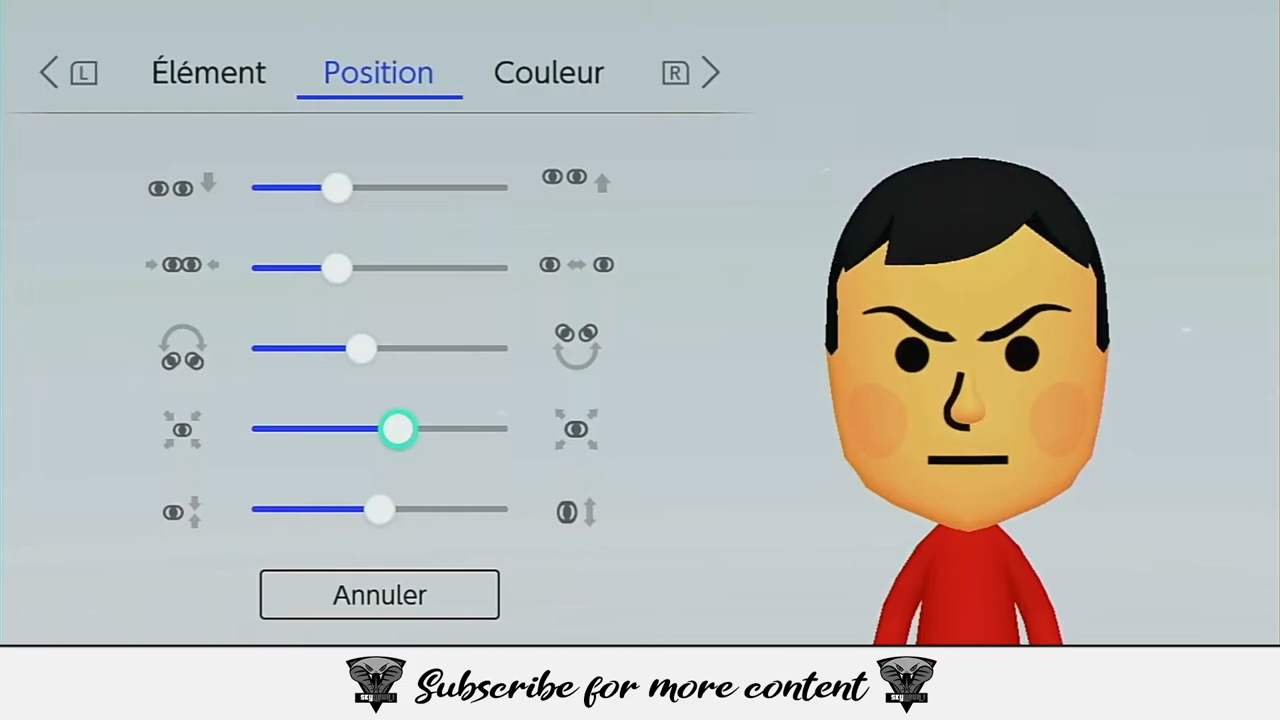 L Élément Position Couleur R
Annuler
Subscribe for more content